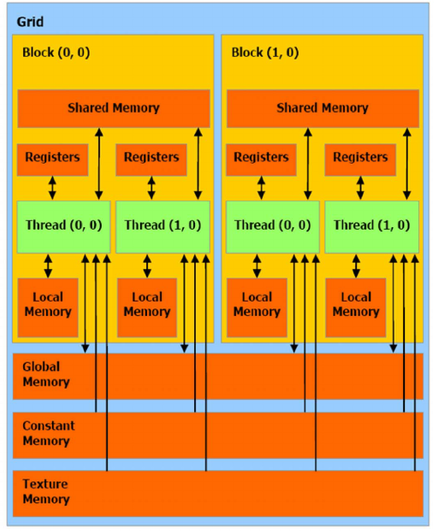 Grid
Block (0, 0)
Block (1, 0)
Shared Memory
Shared Memory
Registers
Registers
Registers
Registers
Thread (0, 0)
Thread (1, 0)
Thread (0, 0)
Thread (1, 0)
Local
Memory
Local
Memory
Local
Memory
Local
Memory
Global
Memory
Constant
Memory
Texture
Memory